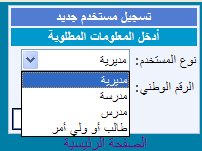 تسجيل مستخدم جديد
أدخل المعلومات المطلوبة
نوع المستخدم: مديرية
الرقم الوطني:
مديرية
مدرسة
مدرس
طالب أو ولي أمر
الصفحة الرئيسية